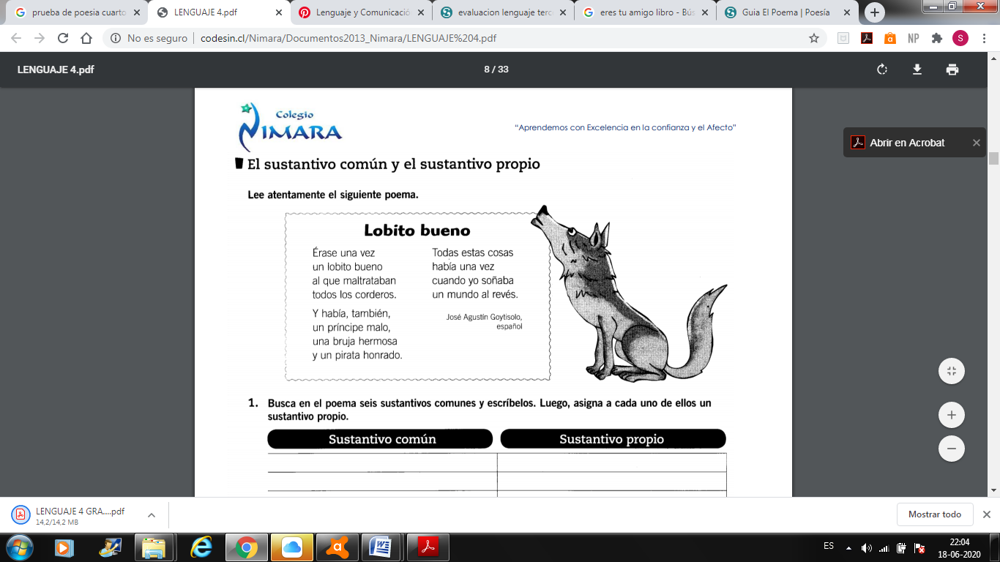 prueba de poesia cuarto
LENGUAJE 4.pdf
Lenguaje y Comunicació
evaluacion lenguaje terc
eres tu amigo libro - Bús
Guia El Poema | Poesía
No es seguro
codesin.cl/Nimara/Documentos2013_Nimara/LENGUAJE%204.pdf
NP
S
LENGUAJE 4.pdf
8 / 33
Colegio
NIMARA
“Aprendemos con Excelencia en la confianza y el Afecto”
Abrir en Acrobat
El sustantivo común y el sustantivo propio
Lee atentamente el siguiente poema.
Lobito bueno
Érase una vez
un lobito bueno
al que maltrataban
todos los corderos.
Y había, también,
un príncipe malo,
una bruja hermosa
y un pirata honrado.
Todas estas cosas
había una vez
cuando yo soñaba
un mundo al revés.
José Agustín Goytisolo,
español
1. Busca en el poema seis sustantivos comunes y escríbelos. Luego, asigna a cada uno de ellos un
sustantivo propio.
Sustantivo común
Sustantivo propio
LENGUAJE 4 GRA....pdf
14,2/14,2 MB
Mostrar todo
ES
22:04
18-06-2020